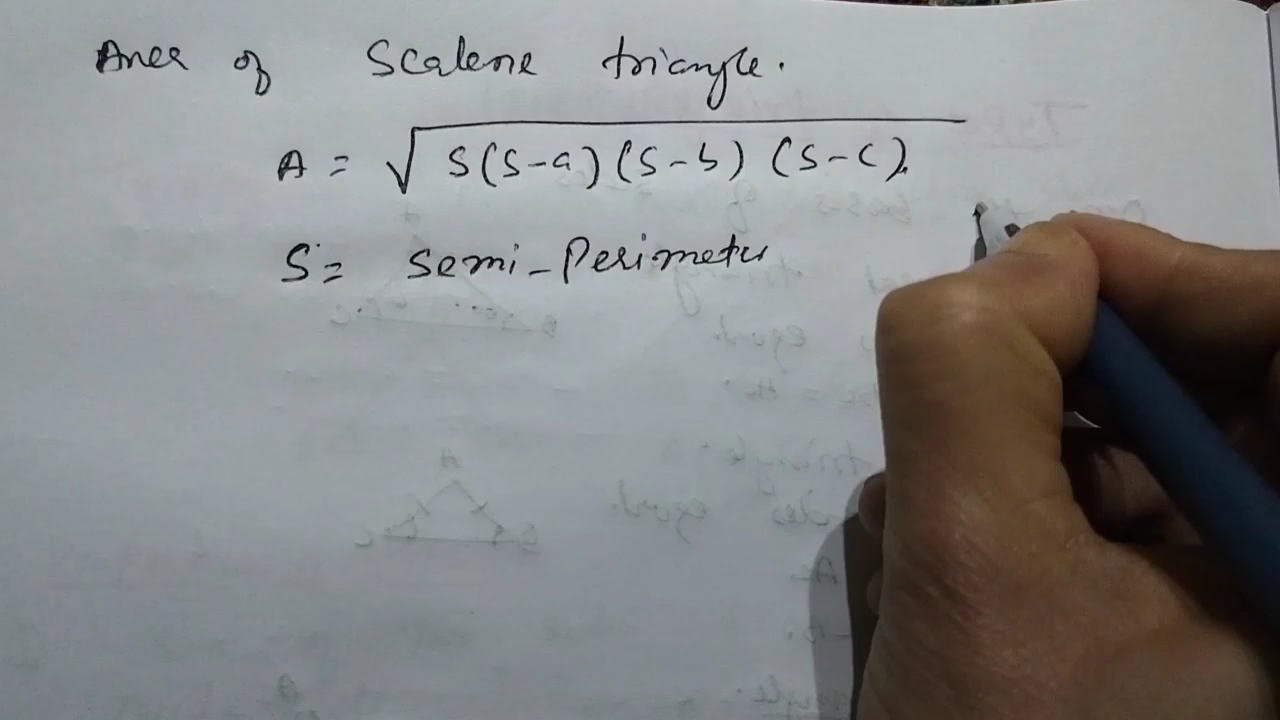 Area of Scalene triangle.
A = √ S(S-a) (S-b) (S-c).
S = Semi-Perimeter